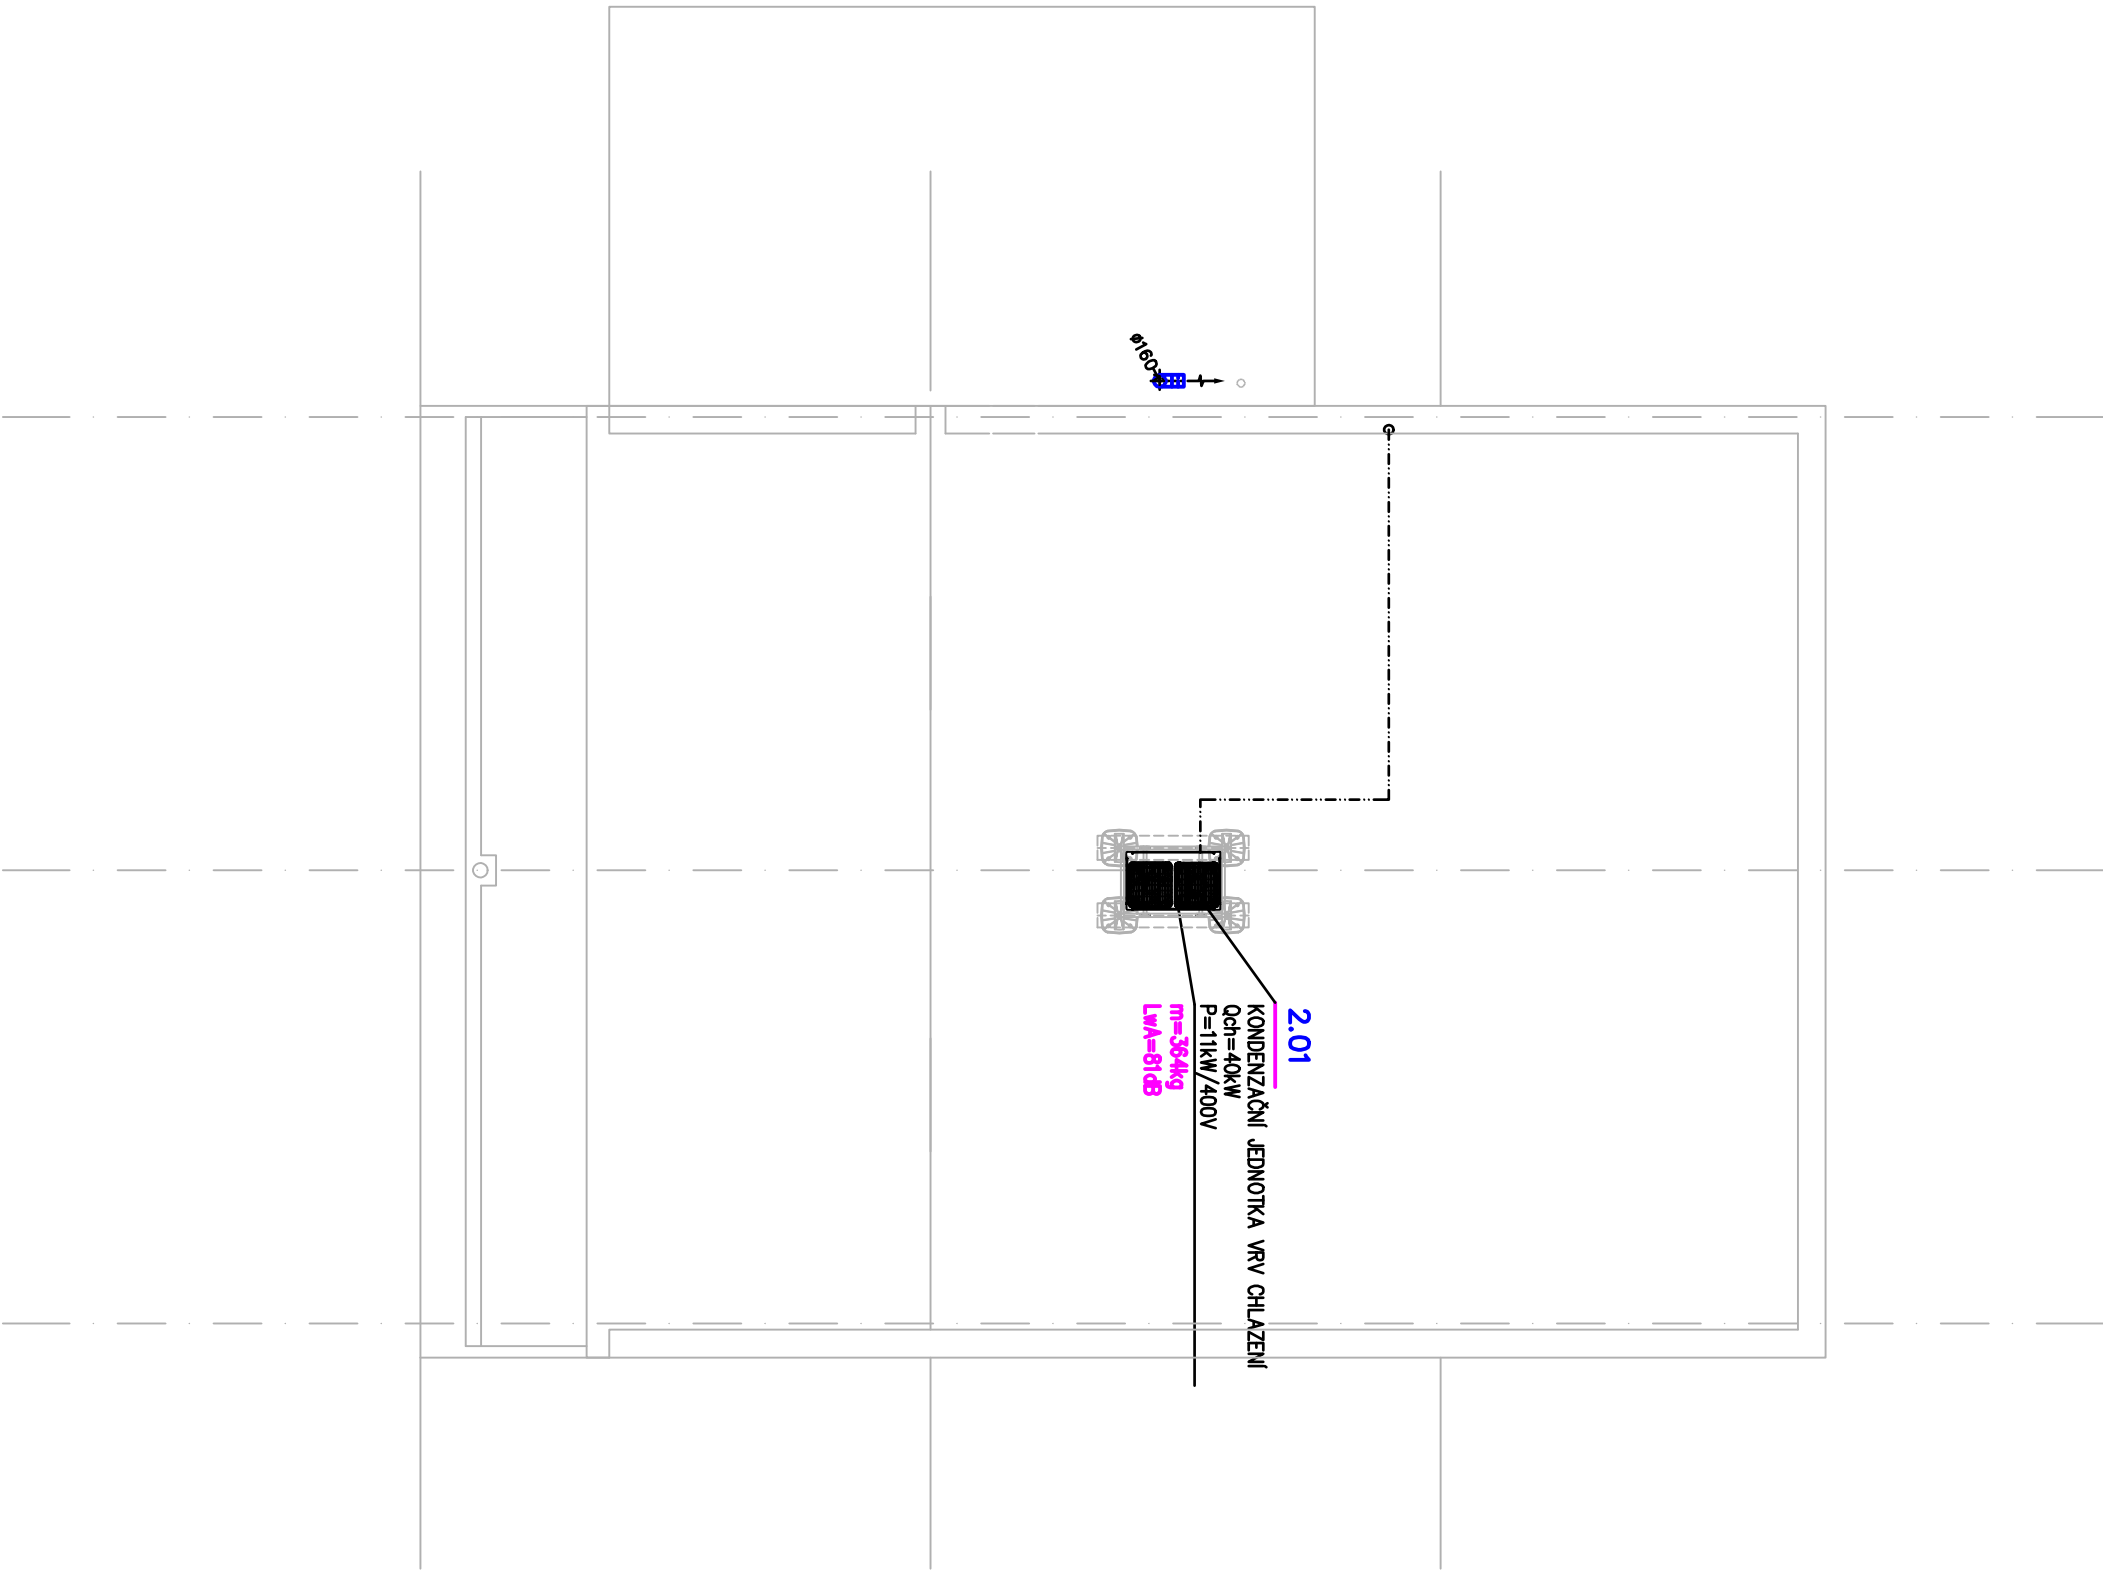 ø160
2.01
KONDENZAČNÍ JEDNOTKA VRV CHLAZENÍ
Qch=40kW
P=11kW/400V
m=364kg
LwA=81dB